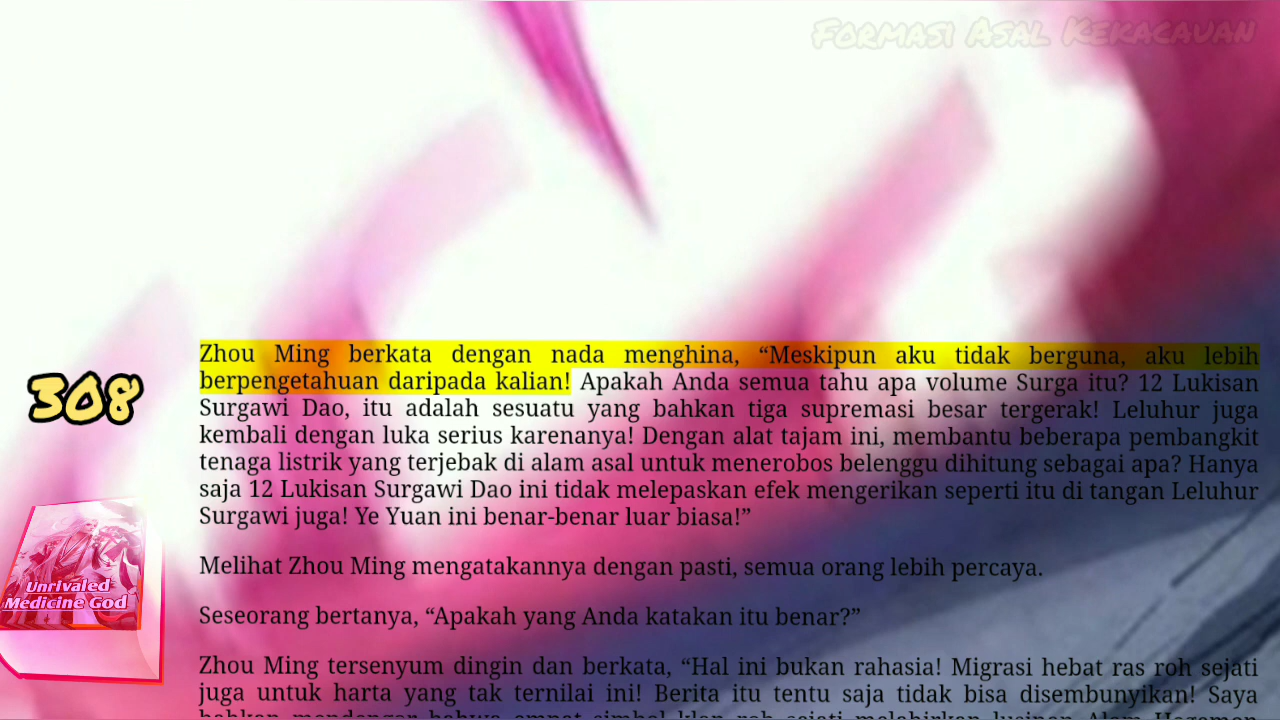 Formasi Asal Kekacauan
Zhou Ming berkata dengan nada menghina, “Meskipun aku tidak berguna, aku lebih
berpengetahuan daripada kalian! Apakah Anda semua tahu apa volume Surga itu? 12 Lukisan
Surgawi Dao, itu adalah sesuatu yang bahkan tiga supremasi besar tergerak! Leluhur juga
kembali dengan luka serius karenanya! Dengan alat tajam ini, membantu beberapa pembangkit
tenaga listrik yang terjebak di alam asal untuk menerobos belenggu dihitung sebagai apa? Hanya
saja 12 Lukisan Surgawi Dao ini tidak melepaskan efek mengerikan seperti itu di tangan Leluhur
Surgawi juga! Ye Yuan ini benar-benar luar biasa!”
308
Melihat Zhou Ming mengatakannya dengan pasti, semua orang lebih percaya.
Seseorang bertanya, “Apakah yang Anda katakan itu benar?”
Unrivaled
Medicine God
Zhou Ming tersenyum dingin dan berkata, “Hal ini bukan rahasia! Migrasi hebat ras roh sejati
juga untuk harta yang tak ternilai ini! Berita itu tentu saja tidak bisa disembunyikan! Saya